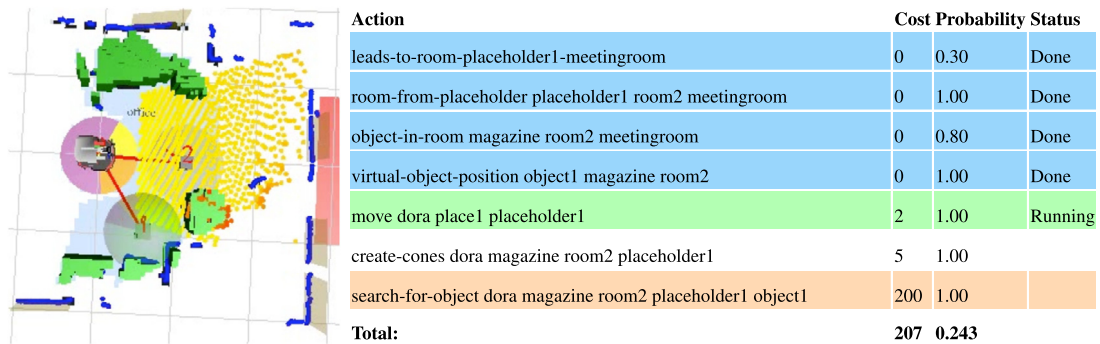 office
Action Cost Probability Status
leads-to-room-placeholder1-meetingroom 0 0.30 Done
room-from-placeholder placeholder1 room2 meetingroom 0 1.00 Done
object-in-room magazine room2 meetingroom 0 0.80 Done
virtual-object-position object1 magazine room2 0 1.00 Done
move dora place1 placeholder1 2 1.00 Running
create-cones dora magazine room2 placeholder1 5 1.00
search-for-object dora magazine room2 placeholder1 object1 200 1.00
Total: 207 0.243